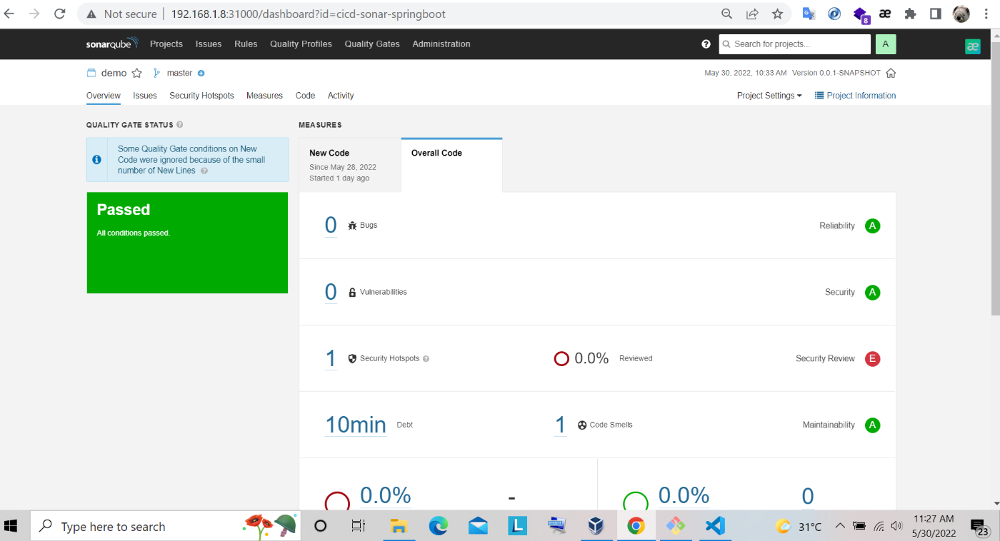 Not secure 192.168.1.8:31000/dashboard?id=cicd-sonar-springboot
8
æ
sonarqube Projects Issues Rules Quality Profiles Quality Gates Administration
Search for projects...
A
æ
demo master
May 30, 2022, 10:33 AM Version 0.0.1-SNAPSHOT
Overview Issues Security Hotspots Measures Code Activity
Project Settings Project Information
QUALITY GATE STATUS
Some Quality Gate conditions on New
Code were ignored because of the small
number of New Lines
Passed
All conditions passed.
MEASURES
New Code
Since May 28, 2022
Started 1 day ago
Overall Code
0 Bugs Reliability A
0 Vulnerabilities Security A
1 Security Hotspots 0.0% Reviewed Security Review E
10min Debt 1 Code Smells Maintainability A
0.0% - 0.0% 0
Type here to search
L
31°C
11:27 AM
5/30/2022
23